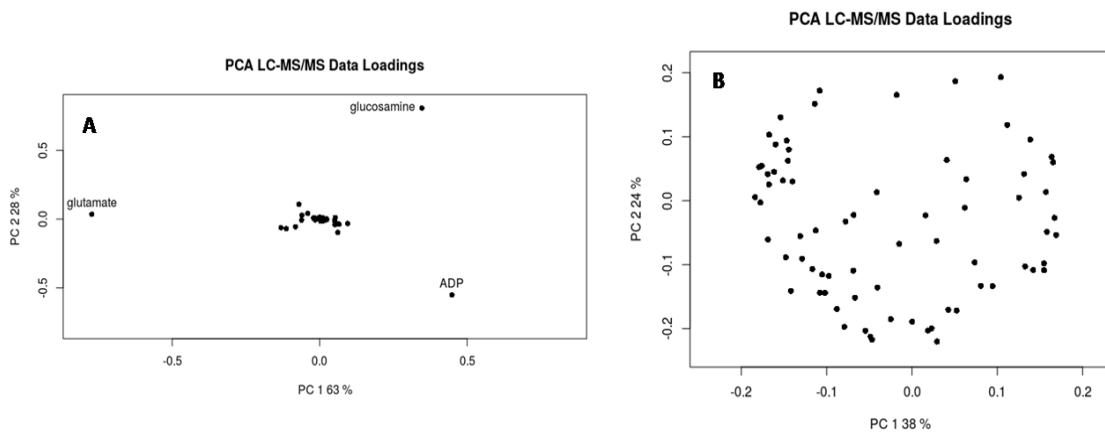 PCA LC-MS/MS Data Loadings
A
glucosamine
glutamate
ADP
0.5
0.0
-0.5
PC 2 28 %
-0.5
0.0
0.5
PC 1 63 %
PCA LC-MS/MS Data Loadings
B
0.2
0.1
0.0
-0.1
-0.2
PC 2 24 %
-0.2
-0.1
0.0
0.1
0.2
PC 1 38 %